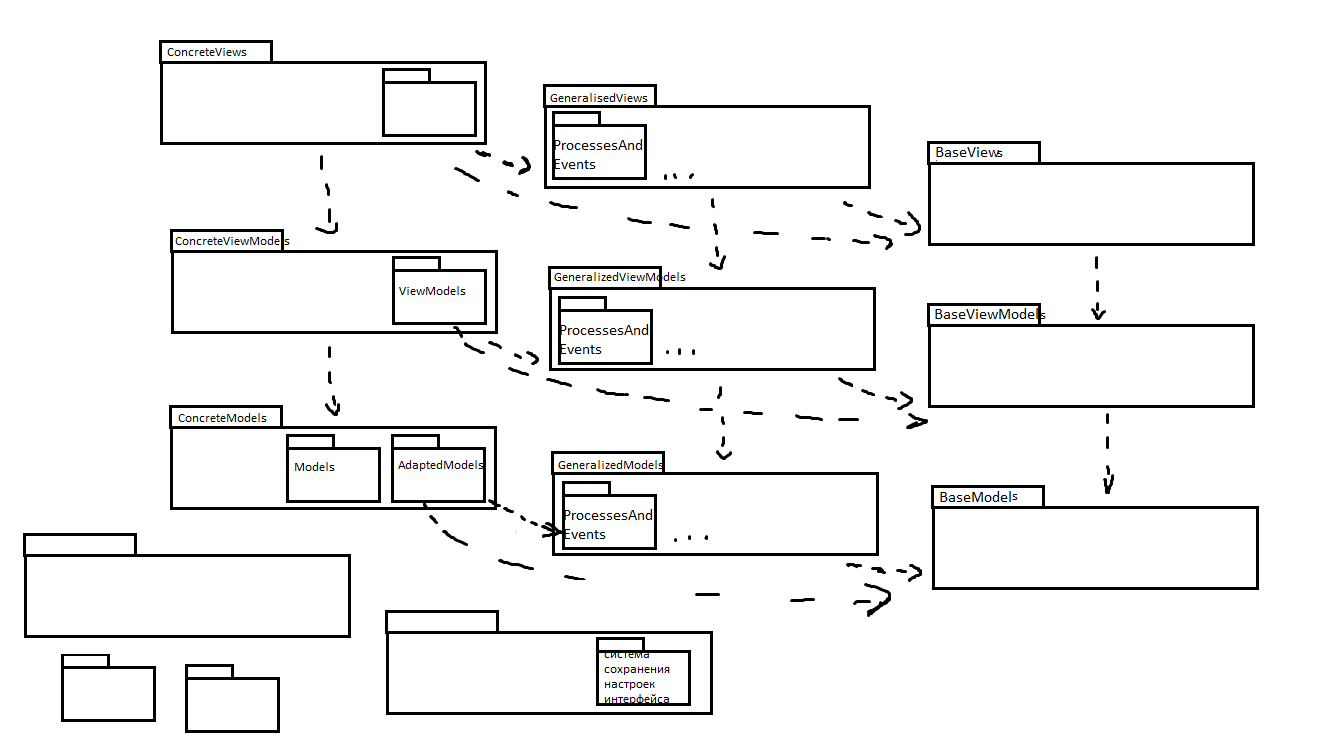 ConcreteViews
GeneralisedViews
ProcessesAnd
Events
...
BaseViews
ConcreteViewModels
ViewModels
GeneralizedViewModels
ProcessesAnd
Events
...
BaseViewModels
ConcreteModels
Models
AdaptedModels
GeneralizedModels
ProcessesAnd
Events
...
BaseModels
система
сохранения
настроек
интерфейса